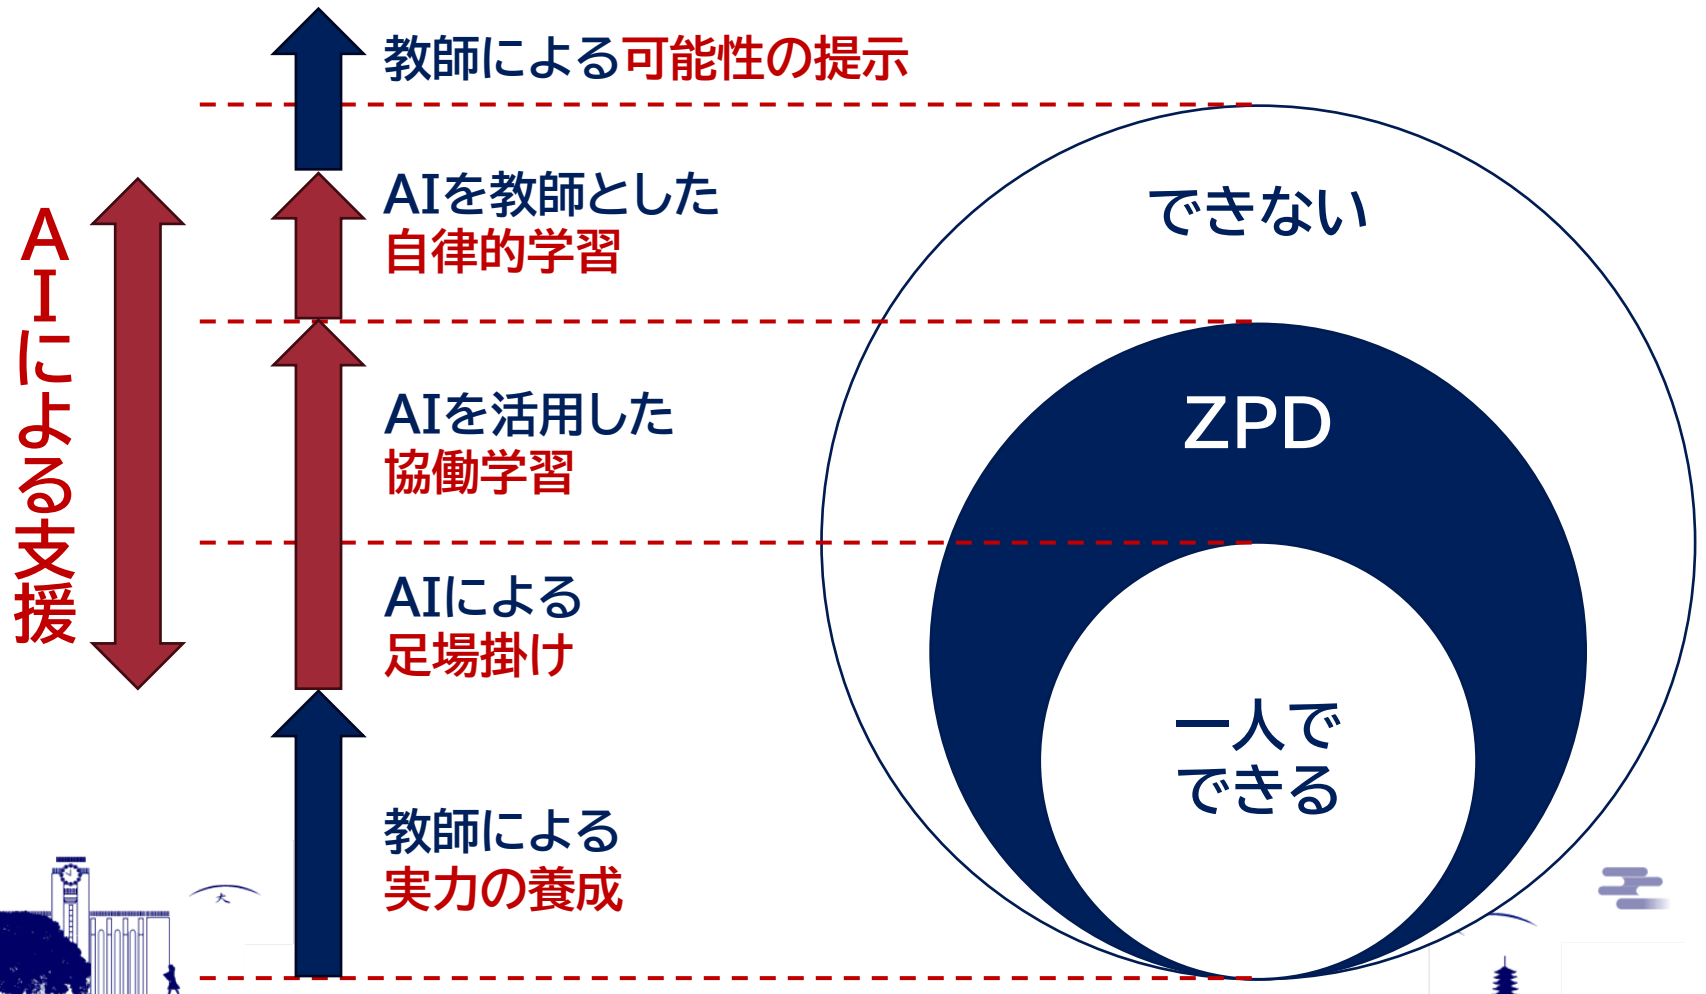 教師による可能性の提示
AIを教師とした
自律的学習
AIによる支援
AIを活用した
協働学習
AIによる
足場掛け
教師による
実力の養成
できない
ZPD
一人で
できる
大